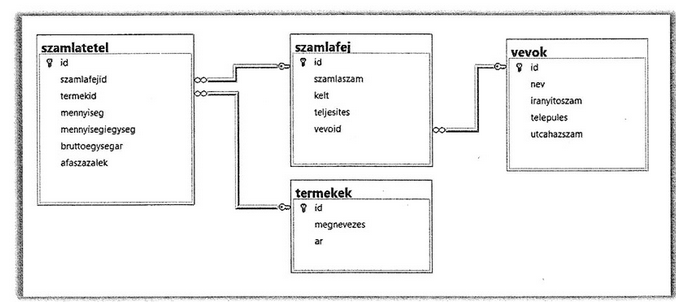 szamlatetel
id
szamlafejid
termekid
mennyiseg
mennyisegiegyseg
bruttoegysegar
afaszazalek
szamlafej
id
szamlaszam
kelt
teljesites
vevoid
vevok
id
nev
iranyitoszam
telepules
utcahazszam
termekek
id
megnevezes
ar